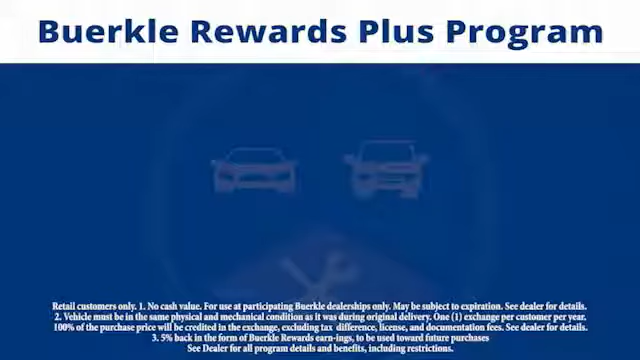 Buerkle Rewards Plus Program
Retail customers only. 1. No cash value. For use at participating Buerkle dealerships only. May be subject to expiration. See dealer for details.
2. Vehicle must be in the same physical and mechanical condition as it was during original delivery. One (1) exchange per customer per year.
100% of the purchase price will be credited in the exchange, excluding tax difference, license, and documentation fees. See dealer for details.
3. 5% back in the form of Buerkle Rewards earn-ings, to be used toward future purchases
See Dealer for all program details and benefits, including restrictions.